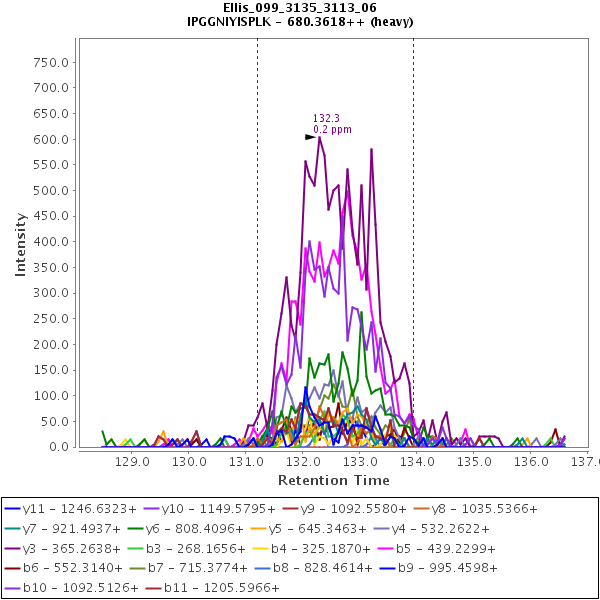 Ellis_099_3135_3113_06
IPGGNIYISPLK - 680.3618++ (heavy)
750.0
700.0
650.0
600.0
550.0
500.0
450.0
400.0
350.0
300.0
250.0
200.0
150.0
100.0
50.0
0.0
Intensity
132.3
0.2 ppm
129.0 130.0 131.0 132.0 133.0 134.0 135.0 136.0 137.0
Retention Time
y11 - 1246.6323+ y10 - 1149.5795+ y9 - 1092.5580+ y8 - 1035.5366+
y7 - 921.4937+ y6 - 808.4096+ y5 - 645.3463+ y4 - 532.2622+
y3 - 365.2638+ b3 - 268.1656+ b4 - 325.1870+ b5 - 439.2299+
b6 - 552.3140+ b7 - 715.3774+ b8 - 828.4614+ b9 - 995.4598+
b10 - 1092.5126+ b11 - 1205.5966+